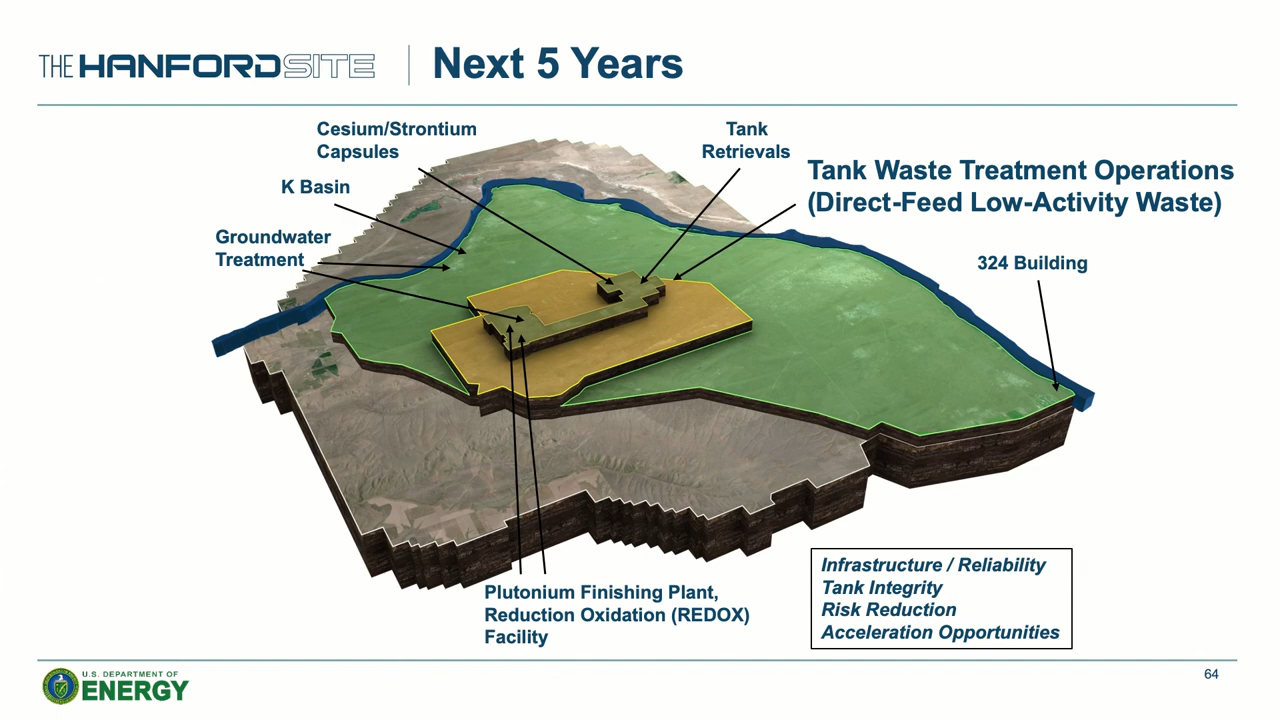 THE HANFORD SITE
Next 5 Years
Cesium/Strontium
Capsules
Tank
Retrievals
Tank Waste Treatment Operations
(Direct-Feed Low-Activity Waste)
K Basin
Groundwater
Treatment
324 Building
Plutonium Finishing Plant,
Reduction Oxidation (REDOX)
Facility
Infrastructure / Reliability
Tank Integrity
Risk Reduction
Acceleration Opportunities
U.S. DEPARTMENT OF
ENERGY
64